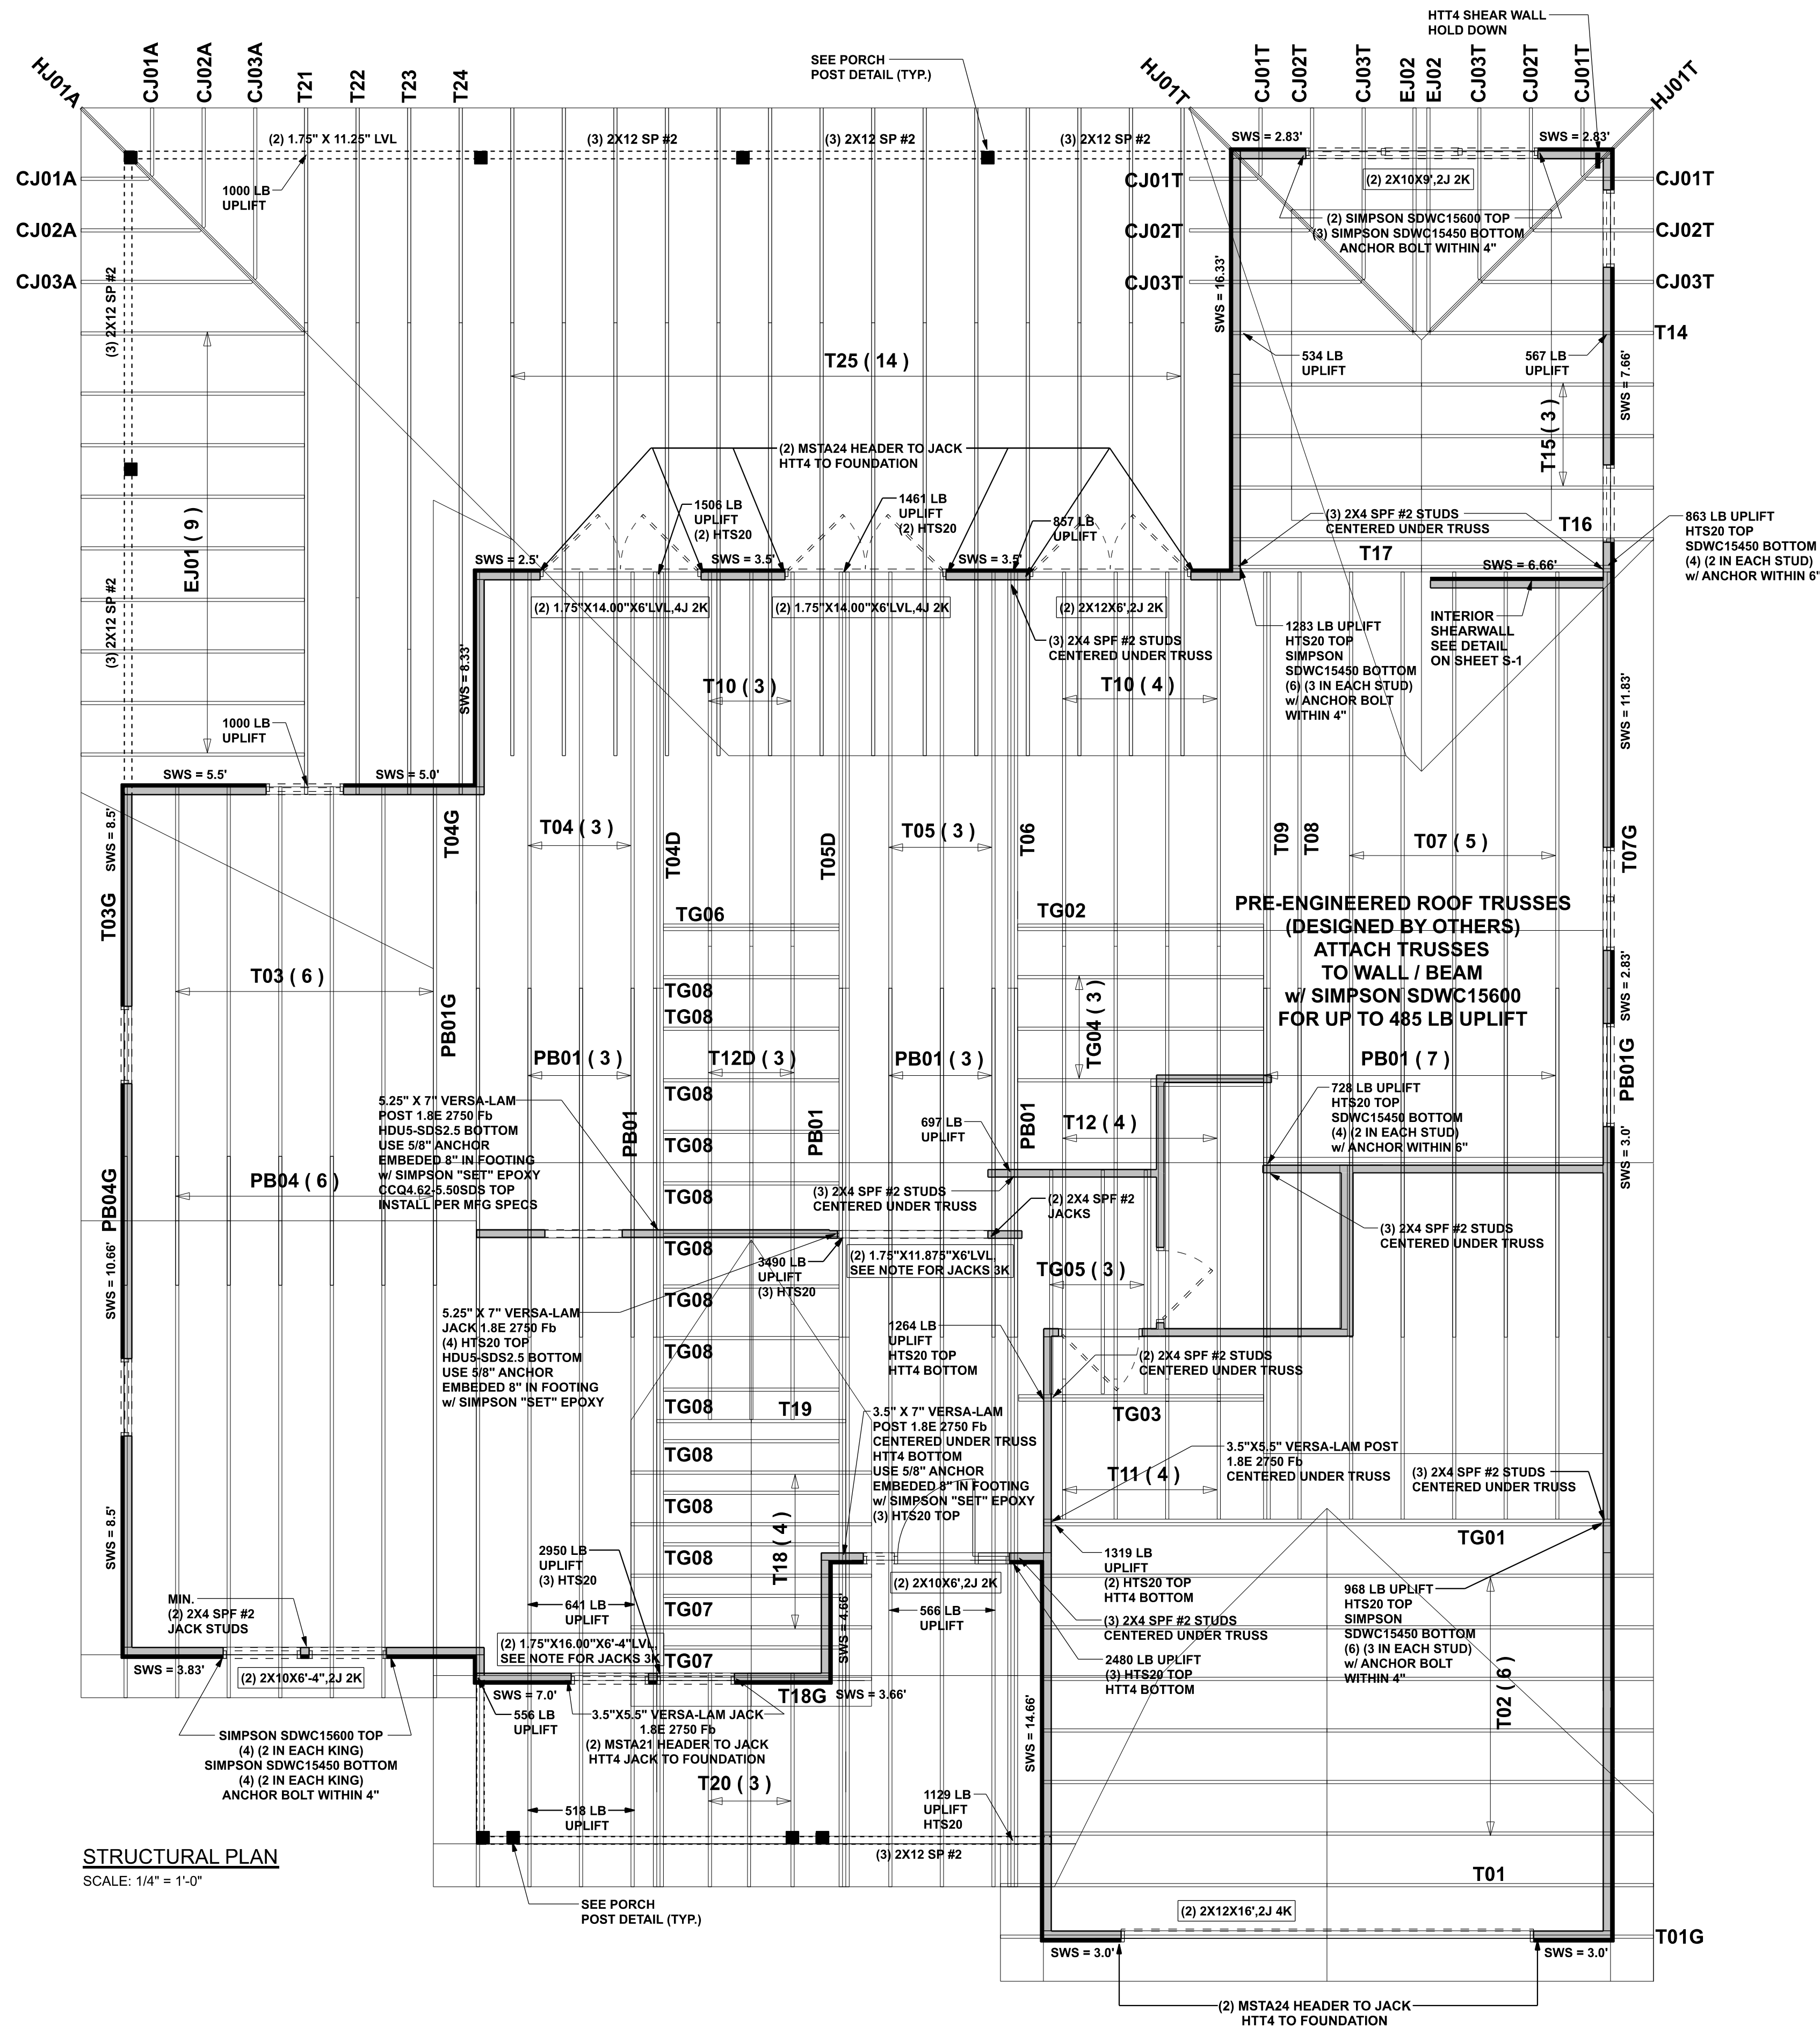 HTT4 SHEAR WALL
HOLD DOWN
HJ01A
CJ01A
CJ02A
CJ03A
T21
T22
T23
T24
SEE PORCH
POST DETAIL (TYP.)
HJ01T
CJ01T
CJ02T
CJ03T
EJ02
EJ02
CJ03T
CJ02T
CJ01T
HJ01T
(2) 1.75" X 11.25" LVL
(3) 2X12 SP #2
(3) 2X12 SP #2
(3) 2X12 SP #2
SWS = 2.83'
SWS = 2.83'
CJ01A
1000 LB
UPLIFT
CJ01T
(2) 2X10X9',2J 2K
CJ01T
CJ02A
CJ02T
(2) SIMPSON SDWC15600 TOP
(3) SIMPSON SDWC15450 BOTTOM
ANCHOR BOLT WITHIN 4"
CJ02T
CJ03A
(3) 2X12 SP #2
CJ03T
SWS = 16.33'
CJ03T
T14
T25 ( 14 )
534 LB
UPLIFT
567 LB
UPLIFT
SWS = 7.66'
T15 ( 3 )
(2) MSTA24 HEADER TO JACK
HTT4 TO FOUNDATION
EJ01 ( 9 )
1506 LB
UPLIFT
(2) HTS20
1461 LB
UPLIFT
(2) HTS20
857 LB
UPLIFT
(3) 2X4 SPF #2 STUDS
CENTERED UNDER TRUSS
T16
863 LB UPLIFT
HTS20 TOP
SDWC15450 BOTTOM
(4) (2 IN EACH STUD)
w/ ANCHOR WITHIN 6"
SWS = 2.5'
SWS = 3.5'
SWS = 3.5'
T17
SWS = 6.66'
(3) 2X12 SP #2
(2) 1.75"X14.00"X6'LVL,4J 2K
(2) 1.75"X14.00"X6'LVL,4J 2K
(2) 2X12X6',2J 2K
INTERIOR
SHEARWALL
SEE DETAIL
ON SHEET S-1
SWS = 8.33'
(3) 2X4 SPF #2 STUDS
CENTERED UNDER TRUSS
1283 LB UPLIFT
HTS20 TOP
SIMPSON
SDWC15450 BOTTOM
(6) (3 IN EACH STUD)
w/ ANCHOR BOLT
WITHIN 4"
T10 ( 3 )
T10 ( 4 )
SWS = 11.83'
1000 LB
UPLIFT
SWS = 5.5'
SWS = 5.0'
SWS = 8.5'
T04G
T04 ( 3 )
T04D
T05D
T05 ( 3 )
T06
T09
T08
T07 ( 5 )
T07G
T03G
TG06
TG02
PRE-ENGINEERED ROOF TRUSSES
(DESIGNED BY OTHERS)
ATTACH TRUSSES
TO WALL / BEAM
w/ SIMPSON SDWC15600
FOR UP TO 485 LB UPLIFT
T03 ( 6 )
PB01G
TG08
TG08
TG04 ( 3 )
SWS = 2.83'
PB01 ( 3 )
T12D ( 3 )
PB01 ( 3 )
PB01 ( 7 )
PB01G
5.25" X 7" VERSA-LAM
POST 1.8E 2750 Fb
HDU5-SDS2.5 BOTTOM
USE 5/8" ANCHOR
EMBEDED 8" IN FOOTING
w/ SIMPSON "SET" EPOXY
CCQ4.62-5.50SDS TOP
INSTALL PER MFG SPECS
PB01
TG08
TG08
TG08
PB01
697 LB
UPLIFT
PB01
T12 ( 4 )
728 LB UPLIFT
HTS20 TOP
SDWC15450 BOTTOM
(4) (2 IN EACH STUD)
w/ ANCHOR WITHIN 6"
SWS = 3.0'
PB04G
PB04 ( 6 )
(3) 2X4 SPF #2 STUDS
CENTERED UNDER TRUSS
(2) 2X4 SPF #2
JACKS
(3) 2X4 SPF #2 STUDS
CENTERED UNDER TRUSS
TG08
3490 LB
UPLIFT
(3) HTS20
(2) 1.75"X11.875"X6'LVL,
SEE NOTE FOR JACKS 3K
TG05 ( 3 )
SWS = 10.66'
TG08
5.25" X 7" VERSA-LAM
JACK 1.8E 2750 Fb
(4) HTS20 TOP
HDU5-SDS2.5 BOTTOM
USE 5/8" ANCHOR
EMBEDED 8" IN FOOTING
w/ SIMPSON "SET" EPOXY
TG08
1264 LB
UPLIFT
HTS20 TOP
HTT4 BOTTOM
(2) 2X4 SPF #2 STUDS
CENTERED UNDER TRUSS
TG08
T19
TG03
3.5" X 7" VERSA-LAM
POST 1.8E 2750 Fb
CENTERED UNDER TRUSS
HTT4 BOTTOM
USE 5/8" ANCHOR
EMBEDED 8" IN FOOTING
w/ SIMPSON "SET" EPOXY
(3) HTS20 TOP
TG08
3.5"X5.5" VERSA-LAM POST
1.8E 2750 Fb
CENTERED UNDER TRUSS
T11 ( 4 )
(3) 2X4 SPF #2 STUDS
CENTERED UNDER TRUSS
TG08
SWS = 8.5'
T18 ( 4 )
TG01
2950 LB
UPLIFT
(3) HTS20
TG08
1319 LB
UPLIFT
(2) HTS20 TOP
HTT4 BOTTOM
(2) 2X10X6',2J 2K
968 LB UPLIFT
HTS20 TOP
SIMPSON
SDWC15450 BOTTOM
(6) (3 IN EACH STUD)
w/ ANCHOR BOLT
WITHIN 4"
MIN.
(2) 2X4 SPF #2
JACK STUDS
641 LB
UPLIFT
TG07
SWS = 4.66'
566 LB
UPLIFT
(3) 2X4 SPF #2 STUDS
CENTERED UNDER TRUSS
(2) 1.75"X16.00"X6'-4"LVL,
SEE NOTE FOR JACKS 3K
TG07
2480 LB UPLIFT
(3) HTS20 TOP
HTT4 BOTTOM
SWS = 3.83'
(2) 2X10X6'-4",2J 2K
SWS = 7.0'
T18G
SWS = 3.66'
T02 ( 6 )
556 LB
UPLIFT
3.5"X5.5" VERSA-LAM JACK
1.8E 2750 Fb
(2) MSTA21 HEADER TO JACK
HTT4 JACK TO FOUNDATION
SWS = 14.66'
SIMPSON SDWC15600 TOP
(4) (2 IN EACH KING)
SIMPSON SDWC15450 BOTTOM
(4) (2 IN EACH KING)
ANCHOR BOLT WITHIN 4"
T20 ( 3 )
518 LB
UPLIFT
1129 LB
UPLIFT
HTS20
(3) 2X12 SP #2
STRUCTURAL PLAN
SCALE: 1/4" = 1'-0"
T01
SEE PORCH
POST DETAIL (TYP.)
(2) 2X12X16',2J 4K
T01G
SWS = 3.0'
SWS = 3.0'
(2) MSTA24 HEADER TO JACK
HTT4 TO FOUNDATION